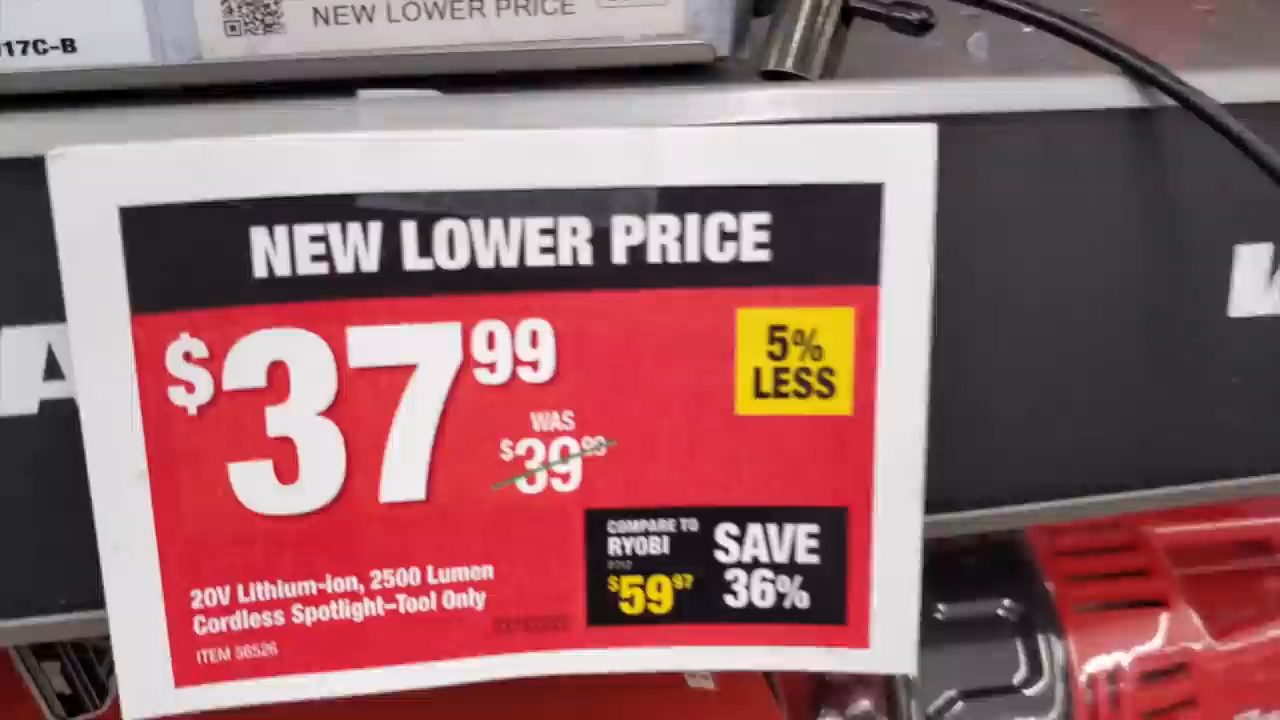 17C-B
NEW LOWER PRICE
NEW LOWER PRICE
$37.99
5%
LESS
WAS
$39.99
COMPARE TO
RYOBI
$59.97
SAVE
36%
20V Lithium-Ion, 2500 Lumen
Cordless Spotlight-Tool Only
ITEM 56526